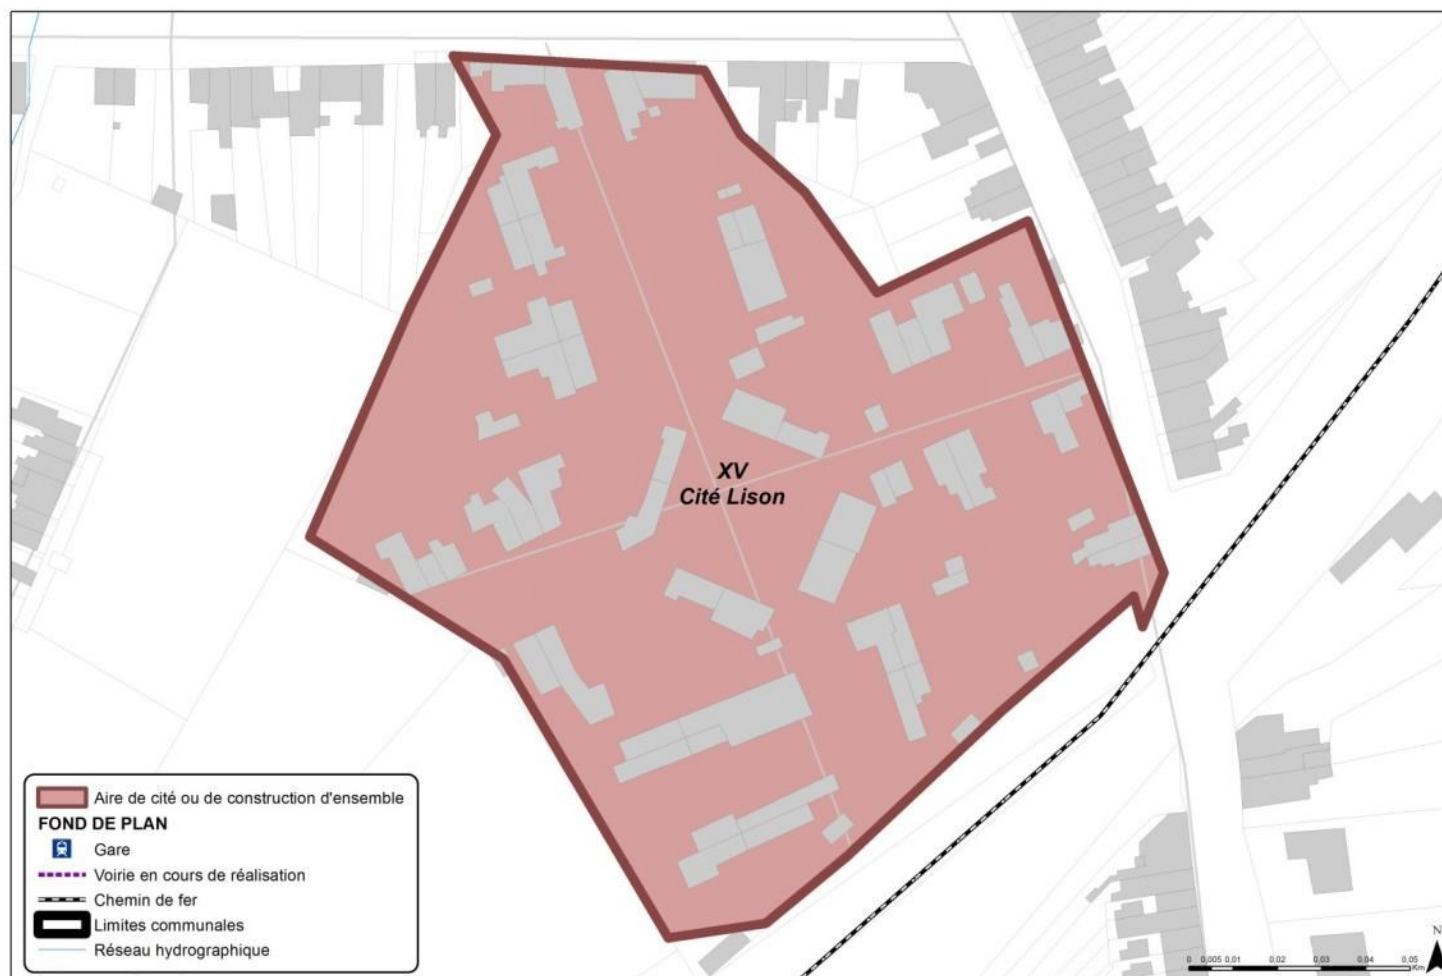 XV
Cité Lison
Aire de cité ou de construction d'ensemble
FOND DE PLAN
Gare
Voirie en cours de réalisation
Chemin de fer
Limites communales
Réseau hydrographique
N
0 0,005 0,01 0,02 0,03 0,04 0,05
Km